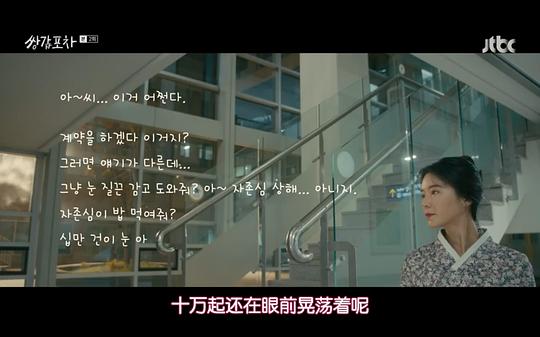 쌍갑포차 2회
jtbc
아~씨... 이거 어쩐다.
계약을 하겠다 이거지?
그러면 얘기가 다른데...
그냥 눈 질끈 감고 도와줘? 아~ 자존심 상해... 아니지.
자존심이 밥 먹여줘?
십만 건이 눈 아
十万起还在眼前晃荡着呢